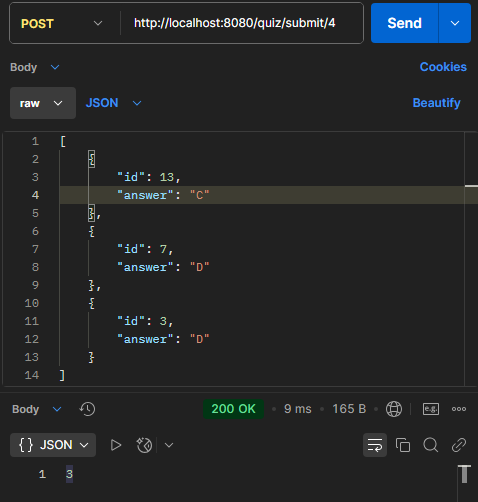 POST http://localhost:8080/quiz/submit/4 Send
Body Cookies
raw JSON Beautify
1 [
2 {
3 "id": 13,
4 "answer": "C"
5 },
6 {
7 "id": 7,
8 "answer": "D"
9 },
10 {
11 "id": 3,
12 "answer": "D"
13 }
14 ]
Body 200 OK • 9 ms • 165 B e.g.
{} JSON
1 3